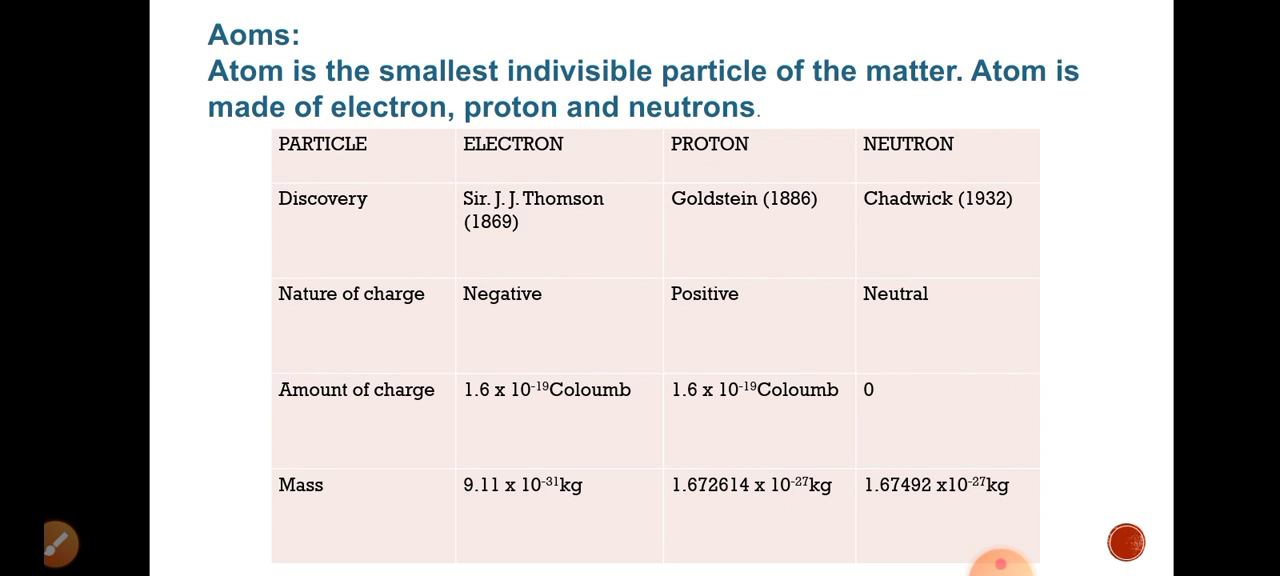 Aoms:
Atom is the smallest indivisible particle of the matter. Atom is
made of electron, proton and neutrons.
PARTICLE ELECTRON PROTON NEUTRON
Discovery Sir. J. J. Thomson Goldstein (1886) Chadwick (1932)
(1869)
Nature of charge Negative Positive Neutral
Amount of charge 1.6 x 10⁻¹⁹Coloumb 1.6 x 10⁻¹⁹Coloumb 0
Mass 9.11 x 10⁻³¹kg 1.672614 x 10⁻²⁷kg 1.67492 x10⁻²⁷kg